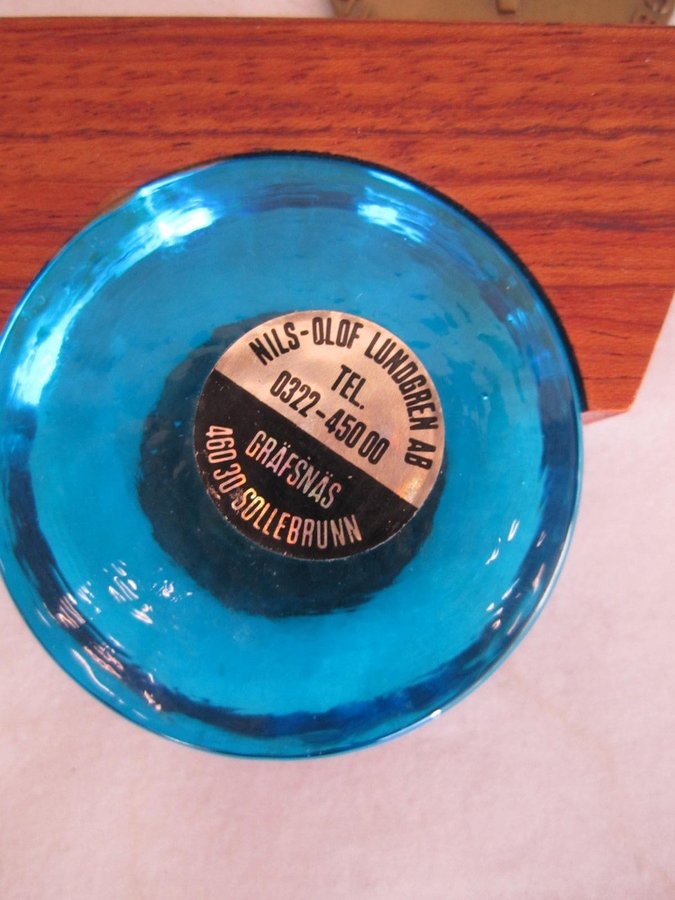 NILS-OLOF LUNDGREN AB
TEL.
0322-450 00
GRÄFSNÄS
460 30 SOLLEBRUNN